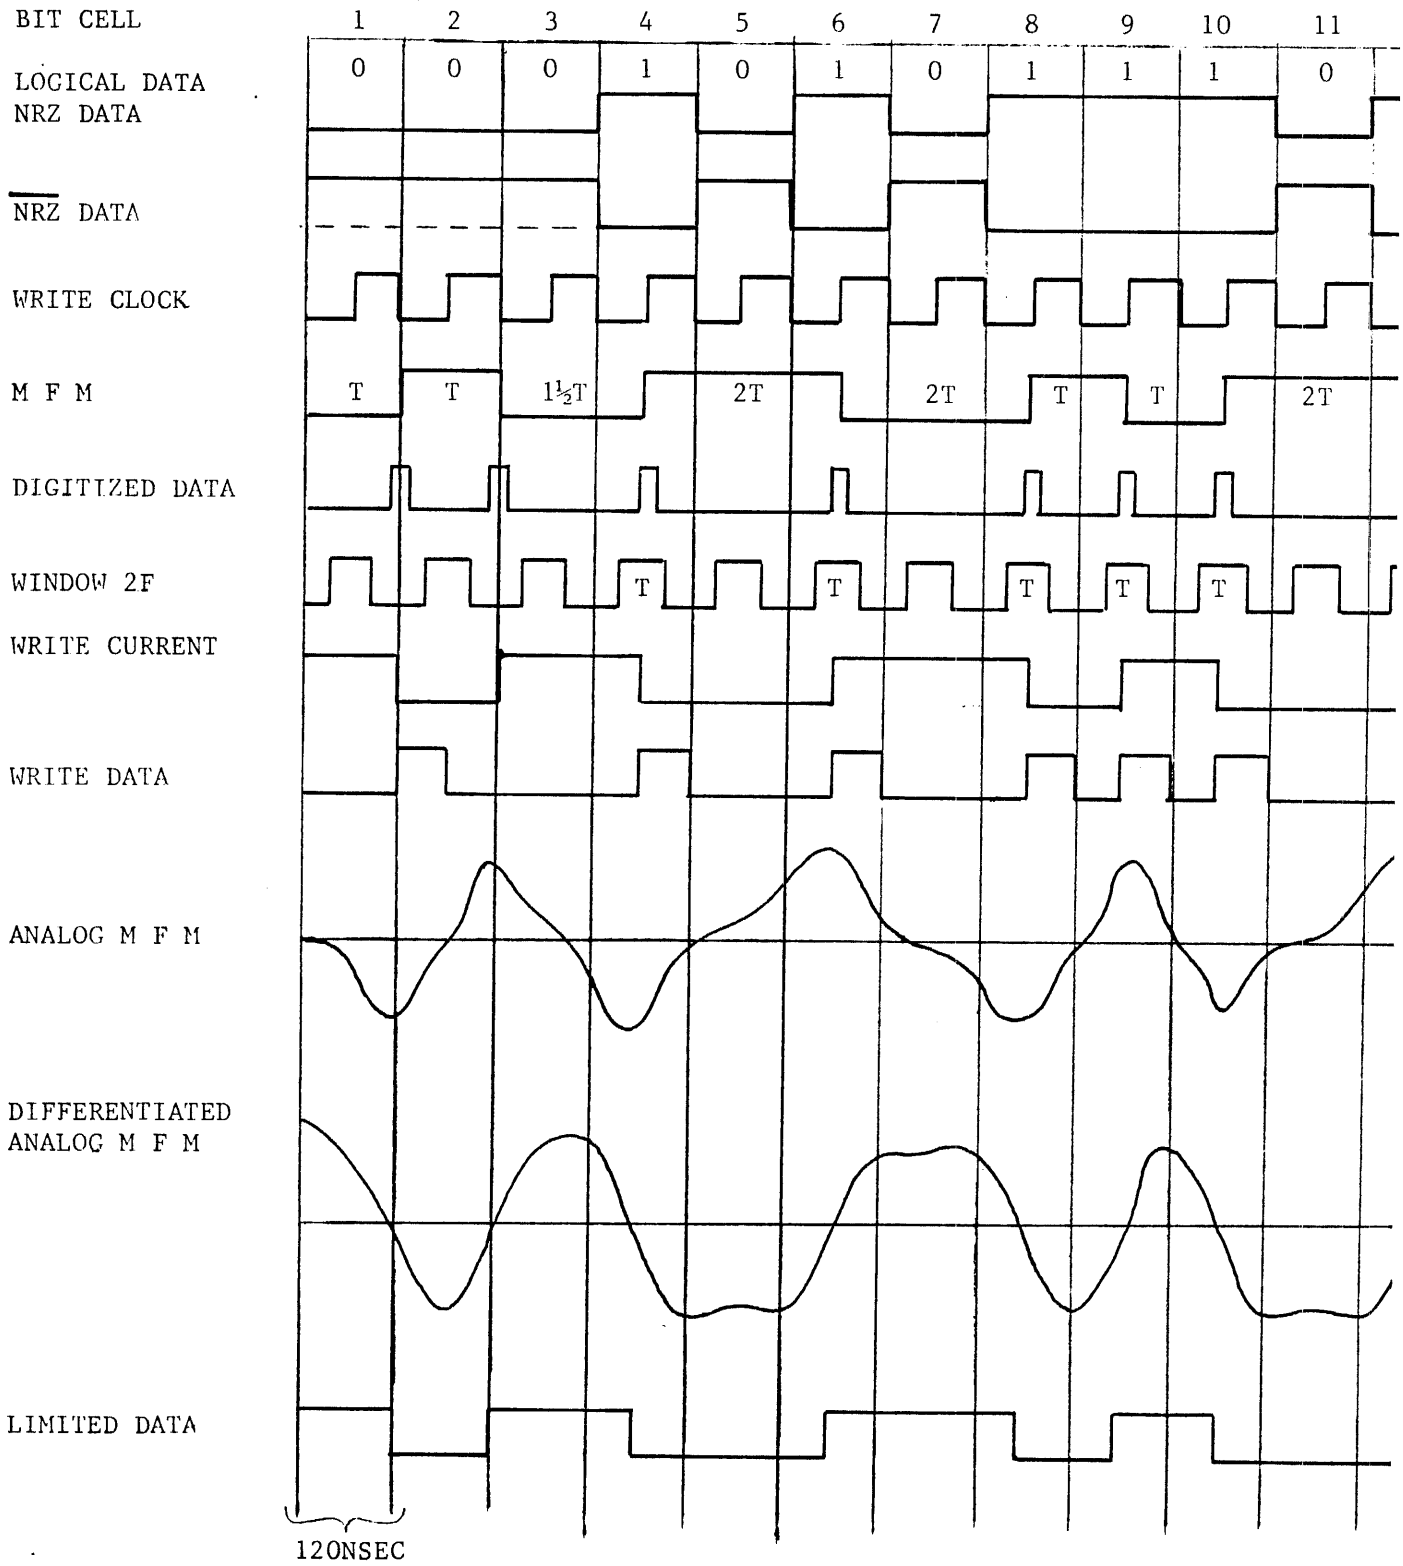 BIT CELL 1 2 3 4 5 6 7 8 9 10 11
LOGICAL DATA 0 0 0 1 0 1 0 1 1 1 0
NRZ DATA
N̅R̅Z̅ DATA
WRITE CLOCK
M F M T T 1½T 2T 2T T T 2T
DIGITIZED DATA
WINDOW 2F T T T T T
WRITE CURRENT
WRITE DATA
ANALOG M F M
DIFFERENTIATED
ANALOG M F M
LIMITED DATA
120NSEC